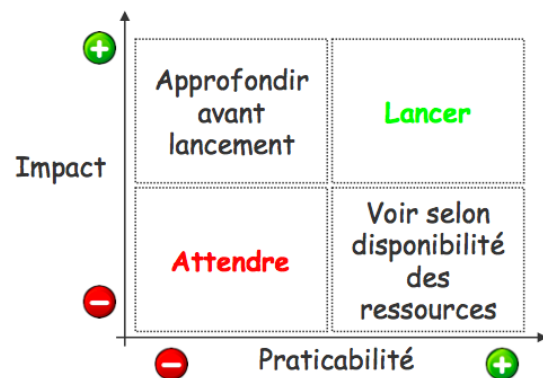 Approfondir
avant
lancement
Lancer
Impact
Attendre
Voir selon
disponibilité
des
ressources
Praticabilité